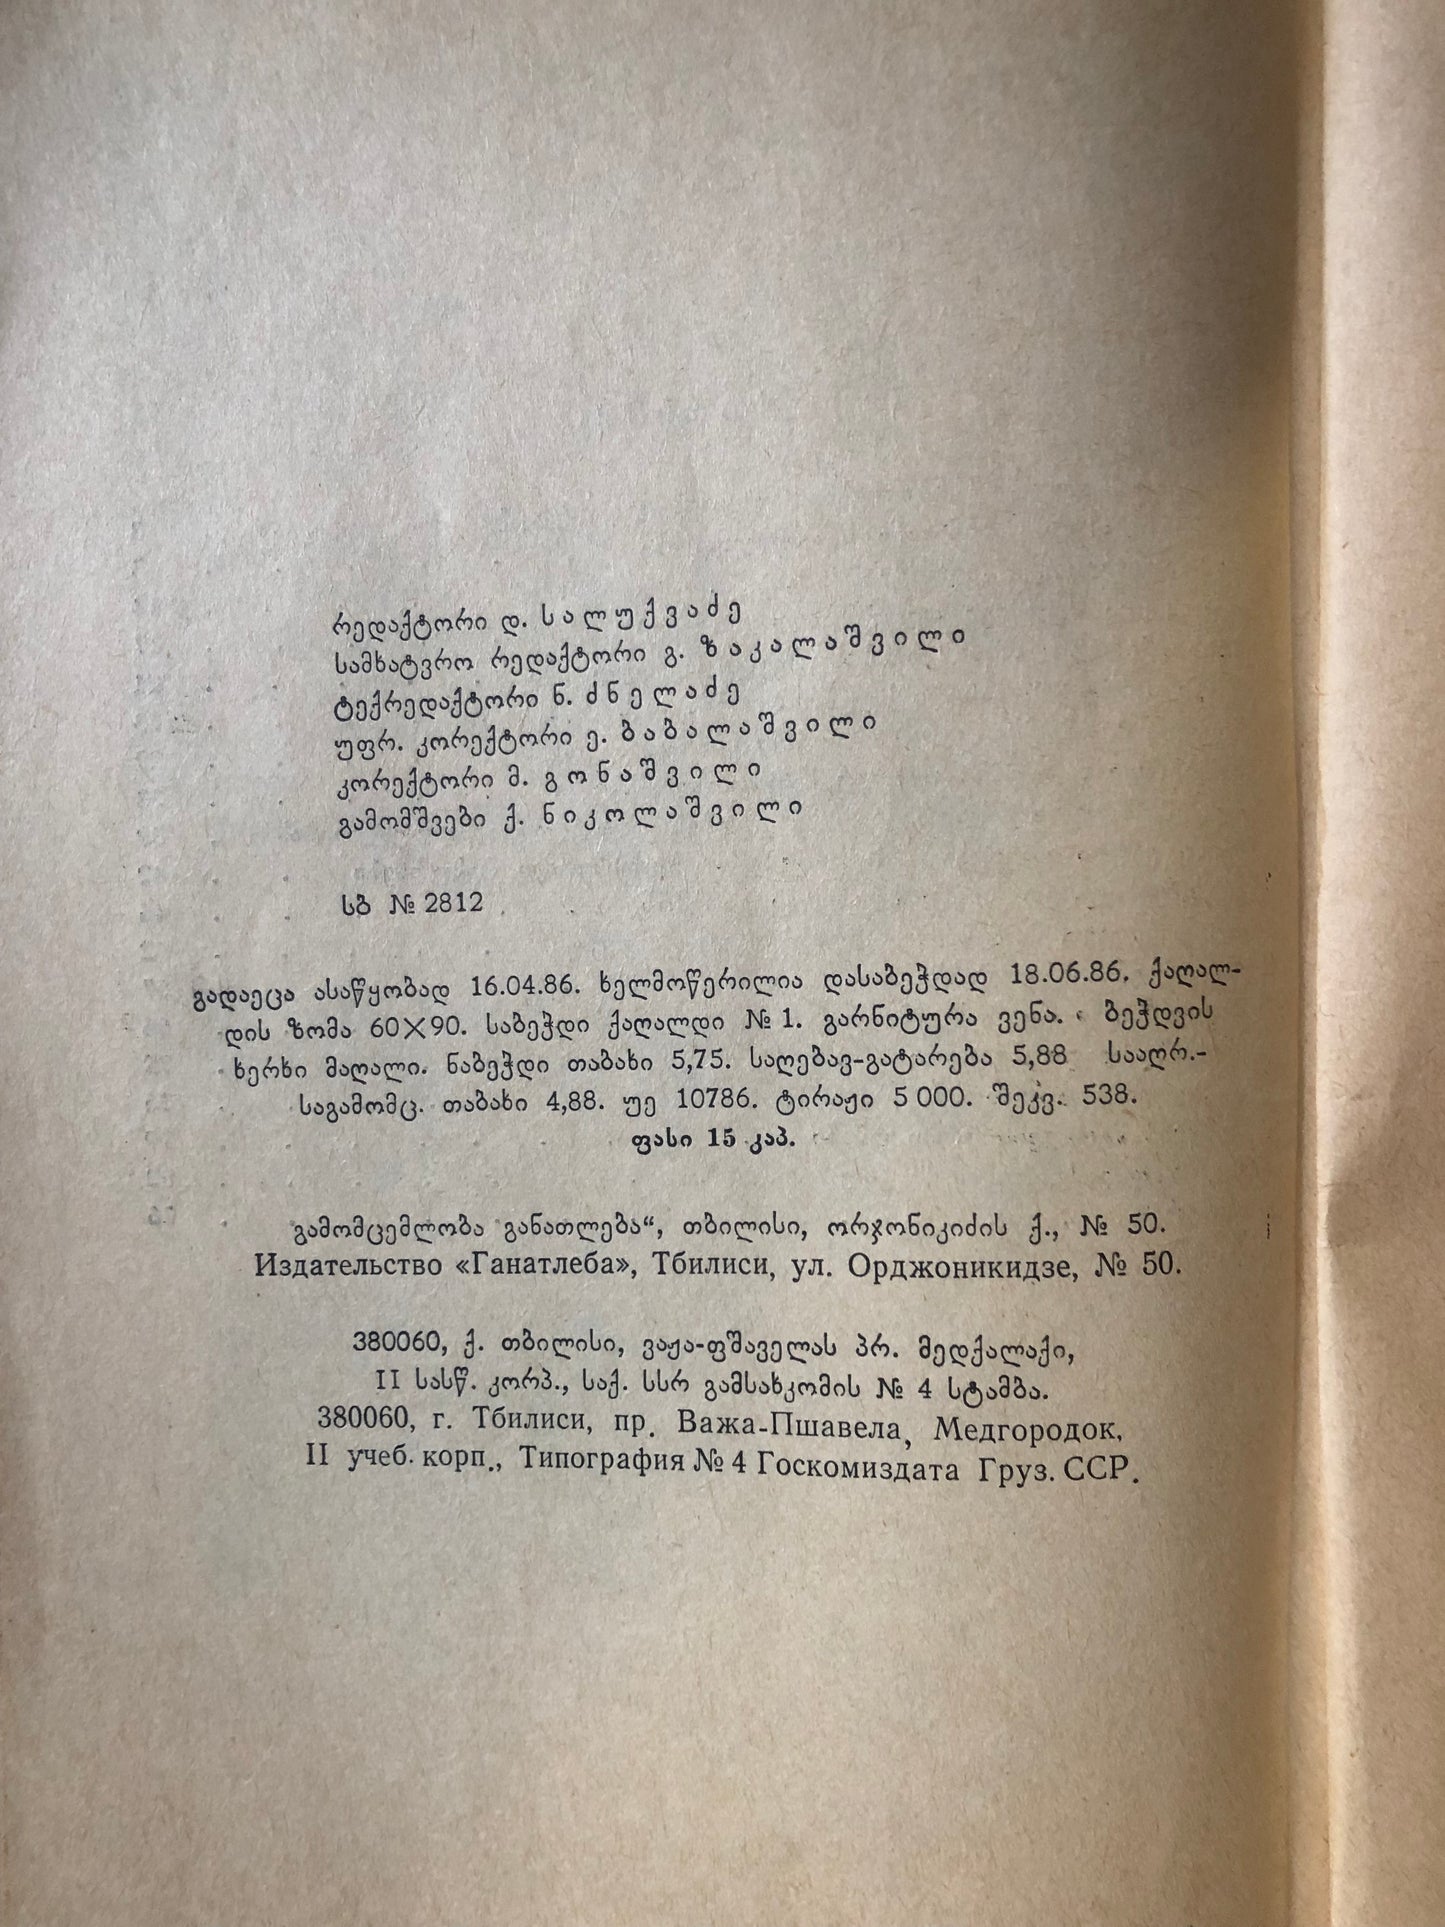 რედაქტორი დ. სალუქვაძე
სამხატვრო რედაქტორი გ. ზაკალაშვილი
ტექრედაქტორი ნ. ძნელაძე
უფრ. კორექტორი ე. ბაბალაშვილი
კორექტორი მ. გონაშვილი
გამომშვები ქ. ნიკოლაშვილი
სბ № 2812
გადაეცა ასაწყობად 16.04.86. ხელმოწერილია დასაბეჭდად 18.06.86. ქაღალ-
დის ზომა 60×90. საბეჭდი ქაღალდი № 1. გარნიტურა ვენა. ბეჭდვის
ხერხი მაღალი. ნაბეჭდი თაბახი 5,75. საღებავ-გატარება 5,88 სააღრ.-
საგამომც. თაბახი 4,88. უე 10786. ტირაჟი 5 000. შეკვ. 538.
ფასი 15 კაპ.
გამომცემლობა განათლება“, თბილისი, ორჯონიკიძის ქ., № 50.
Издательство «Ганатлеба», Тбилиси, ул. Орджоникидзе, № 50.
380060, ქ. თბილისი, ვაჟა-ფშაველას პრ. მედქალაქი,
II სასწ. კორპ., საქ. სსრ გამსახკომის № 4 სტამბა.
380060, г. Тбилиси, пр. Важа-Пшавела, Медгородок,
II учеб. корп., Типография № 4 Госкомиздата Груз. ССР.